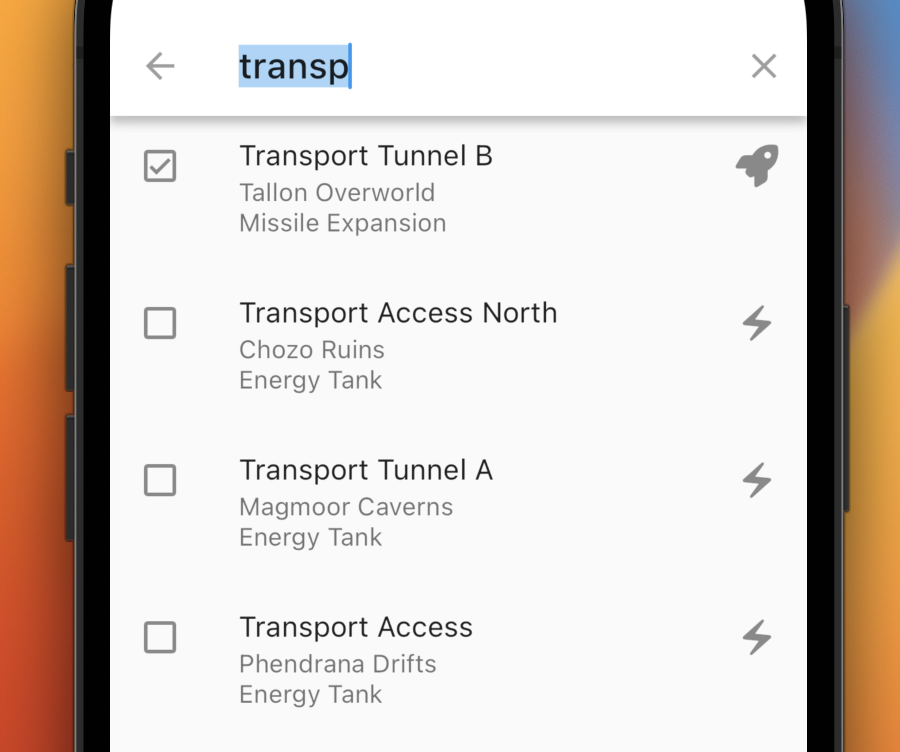 transp
Transport Tunnel B
Tallon Overworld
Missile Expansion
Transport Access North
Chozo Ruins
Energy Tank
Transport Tunnel A
Magmoor Caverns
Energy Tank
Transport Access
Phendrana Drifts
Energy Tank